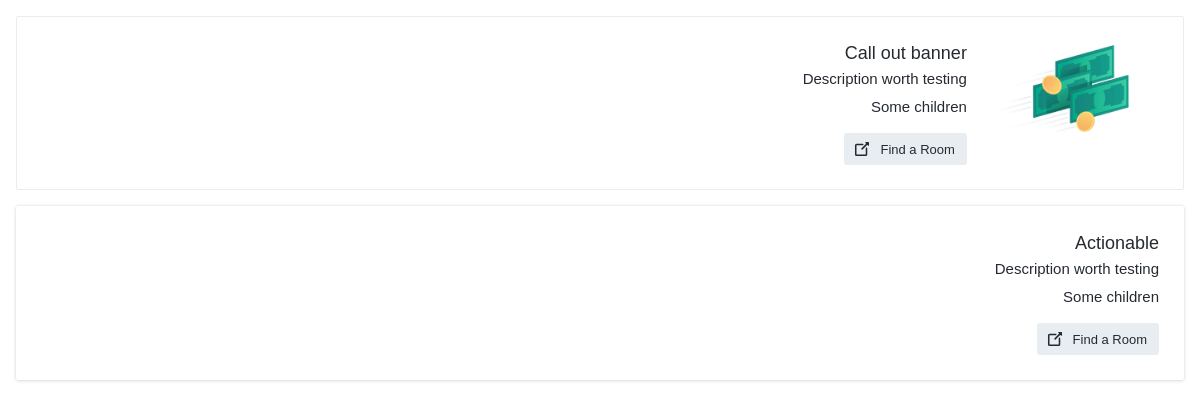 Call out banner
Description worth testing
Some children
Find a Room
Actionable
Description worth testing
Some children
Find a Room